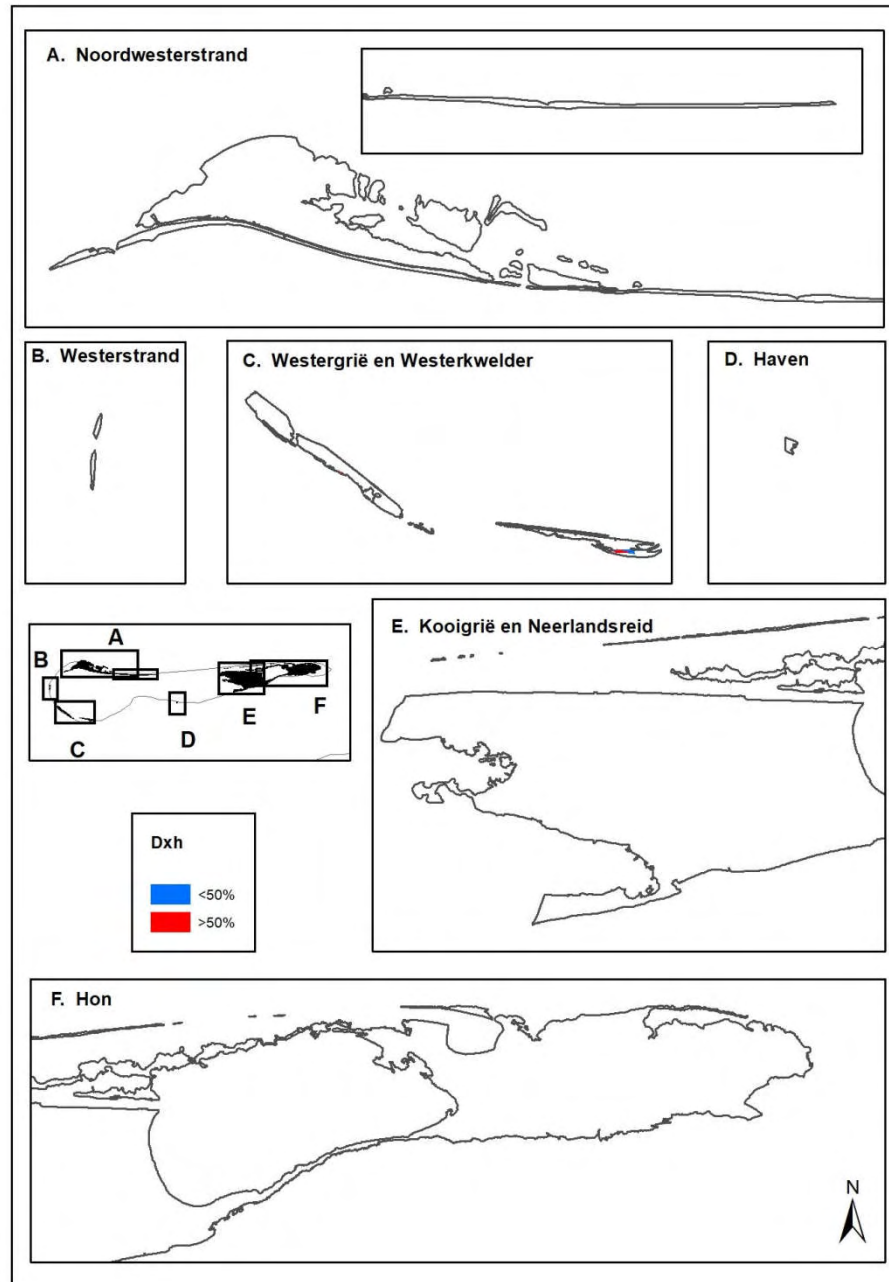 A. Noordwesterstrand
B. Westerstrand
C. Westergrië en Westerkwelder
D. Haven
A
B
C
D
E
F
E. Kooigrië en Neerlandsreid
Dxh
<50%
>50%
F. Hon
N